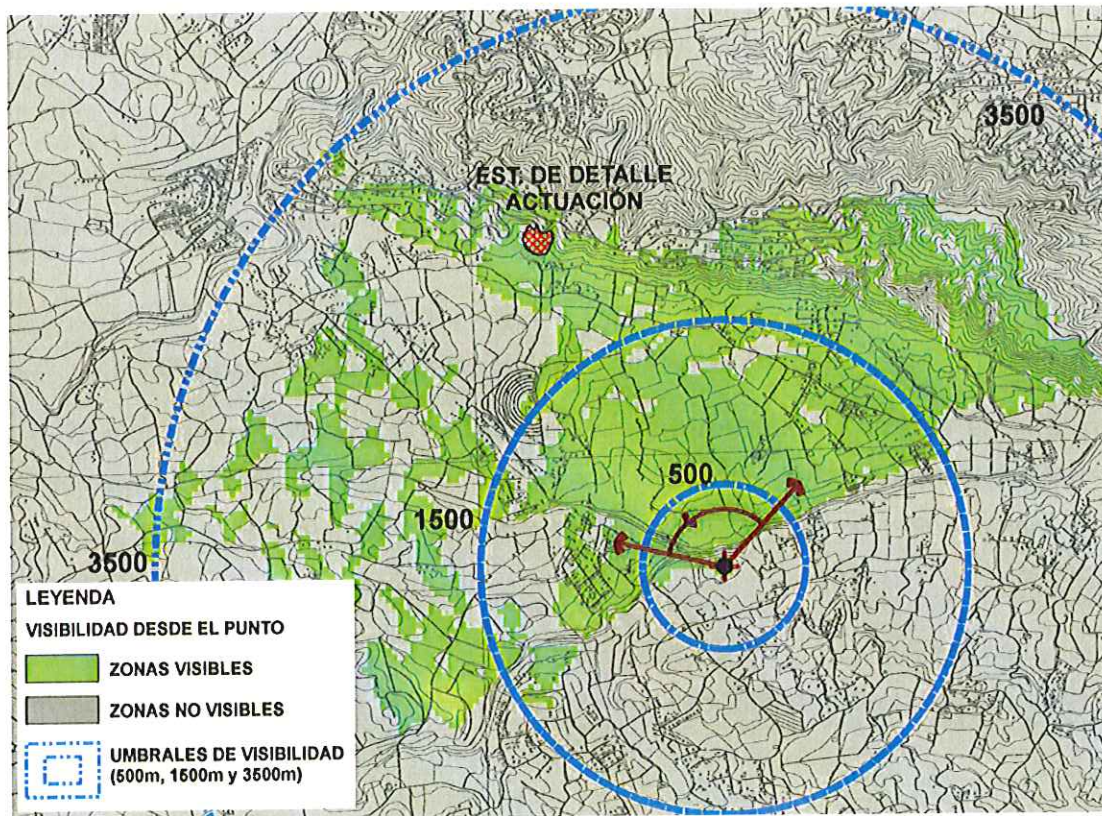 3500
EST. DE DETALLE
ACTUACIÓN
500
1500
3500
LEYENDA
VISIBILIDAD DESDE EL PUNTO
ZONAS VISIBLES
ZONAS NO VISIBLES
UMBRALES DE VISIBILIDAD
(500m, 1500m y 3500m)